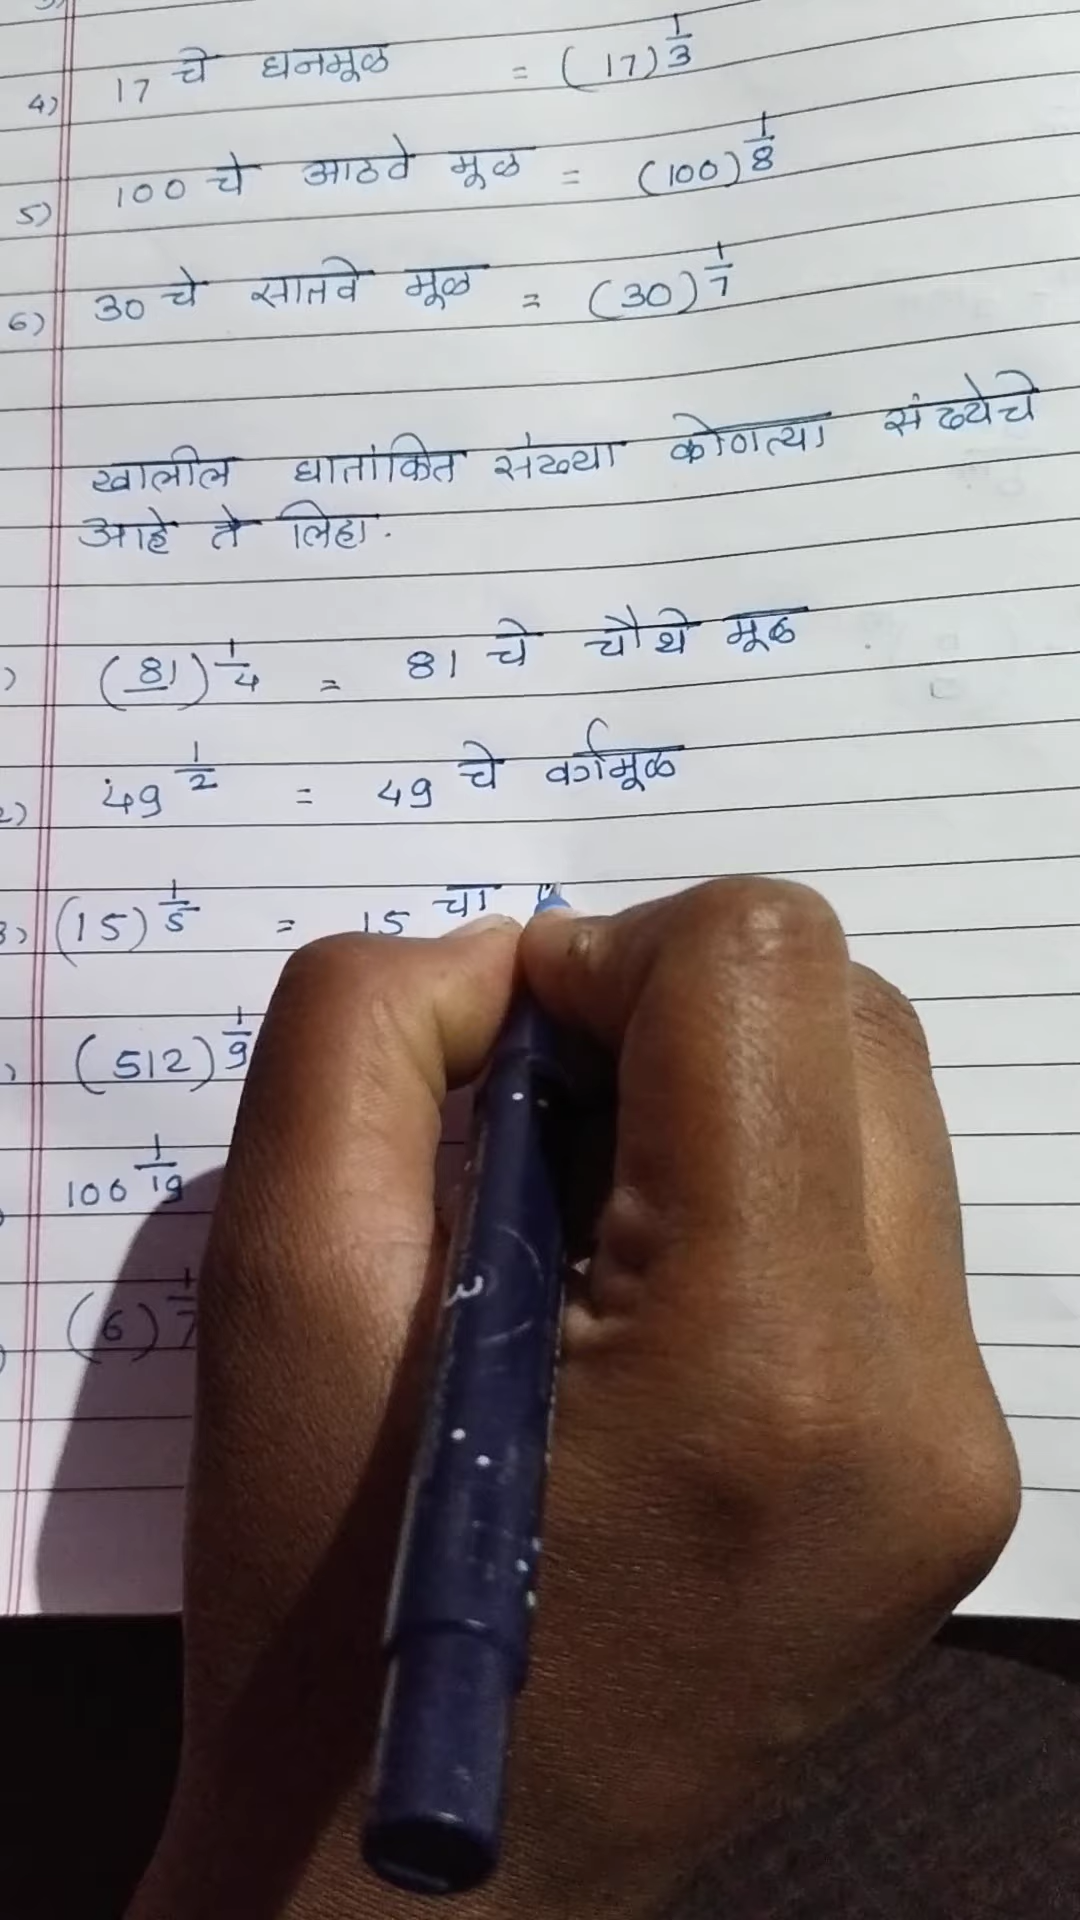 4) 17 चे घनमूळ = (17)^1/3
5) 100 चे आठवे मूळ = (100)^1/8
6) 30 चे सातवे मूळ = (30)^1/7
खालील घातांकित संख्या कोणत्या संख्येचे
आहे ते लिहा.
) (81)^1/4 = 81 चे चौथे मूळ
2) 49^1/2 = 49 चे वर्गमूळ
3) (15)^1/5 = 15 चा
) (512)^1/9
100^1/19
) (6)^1/7